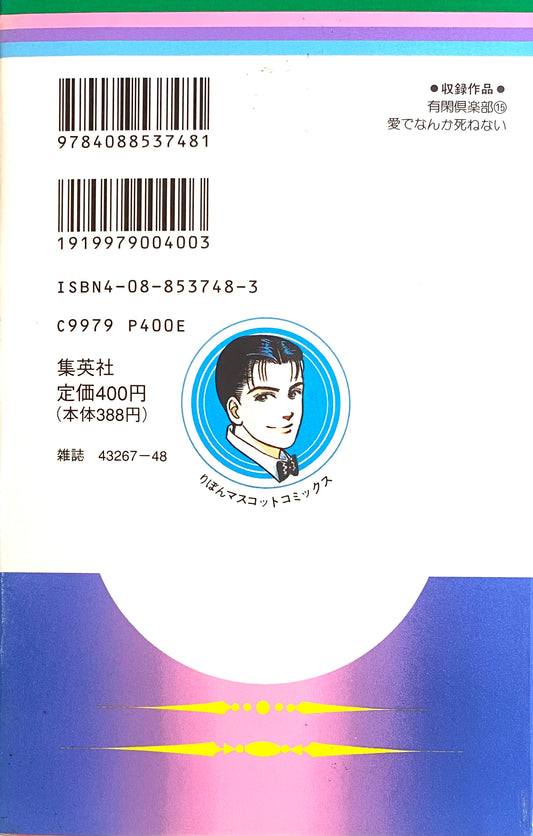 9784088537481
●収録作品●
有閑倶楽部⑮
愛でなんか死ねない
1919979004003
ISBN4-08-853748-3
C9979 P400E
集英社
定価400円
(本体388円)
雑誌 43267-48
りぼんマスコットコミックス